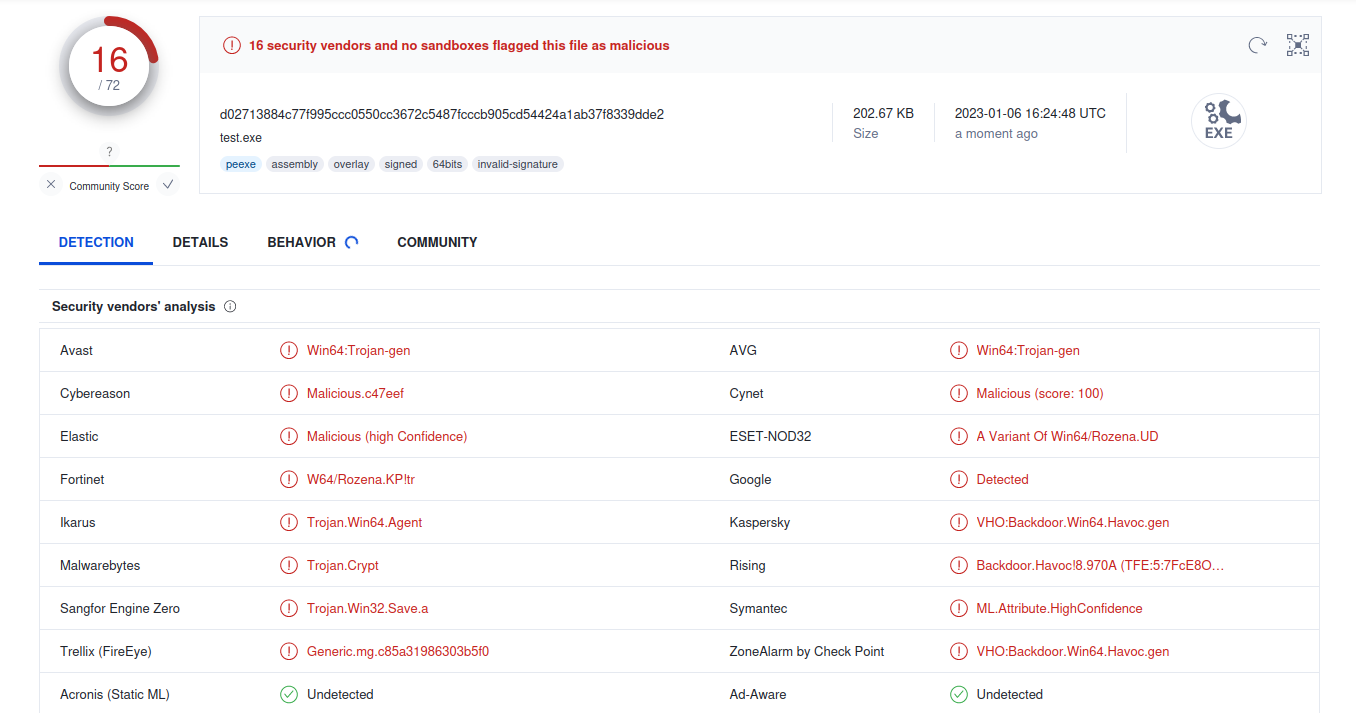 16
/ 72
?
Community Score
16 security vendors and no sandboxes flagged this file as malicious
d02713884c77f995ccc0550cc3672c5487fcccb905cd54424a1ab37f8339dde2
test.exe
peexe assembly overlay signed 64bits invalid-signature
202.67 KB
Size
2023-01-06 16:24:48 UTC
a moment ago
EXE
DETECTION DETAILS BEHAVIOR COMMUNITY
Security vendors' analysis
Avast Win64:Trojan-gen AVG Win64:Trojan-gen
Cybereason Malicious.c47eef Cynet Malicious (score: 100)
Elastic Malicious (high Confidence) ESET-NOD32 A Variant Of Win64/Rozena.UD
Fortinet W64/Rozena.KP!tr Google Detected
Ikarus Trojan.Win64.Agent Kaspersky VHO:Backdoor.Win64.Havoc.gen
Malwarebytes Trojan.Crypt Rising Backdoor.Havoc!8.970A (TFE:5:7FcE8O…
Sangfor Engine Zero Trojan.Win32.Save.a Symantec ML.Attribute.HighConfidence
Trellix (FireEye) Generic.mg.c85a31986303b5f0 ZoneAlarm by Check Point VHO:Backdoor.Win64.Havoc.gen
Acronis (Static ML) Undetected Ad-Aware Undetected